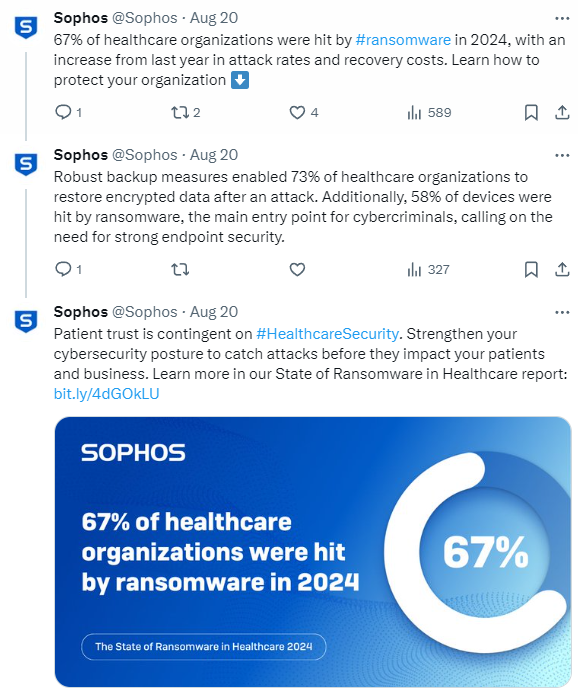 Sophos @Sophos · Aug 20
67% of healthcare organizations were hit by #ransomware in 2024, with an
increase from last year in attack rates and recovery costs. Learn how to
protect your organization ⬇️
1 2 4 589
Sophos @Sophos · Aug 20
Robust backup measures enabled 73% of healthcare organizations to
restore encrypted data after an attack. Additionally, 58% of devices were
hit by ransomware, the main entry point for cybercriminals, calling on the
need for strong endpoint security.
1 327
Sophos @Sophos · Aug 20
Patient trust is contingent on #HealthcareSecurity. Strengthen your
cybersecurity posture to catch attacks before they impact your patients
and business. Learn more in our State of Ransomware in Healthcare report:
bit.ly/4dGOkLU
SOPHOS
67% of healthcare
organizations were hit
by ransomware in 2024
67%
The State of Ransomware in Healthcare 2024